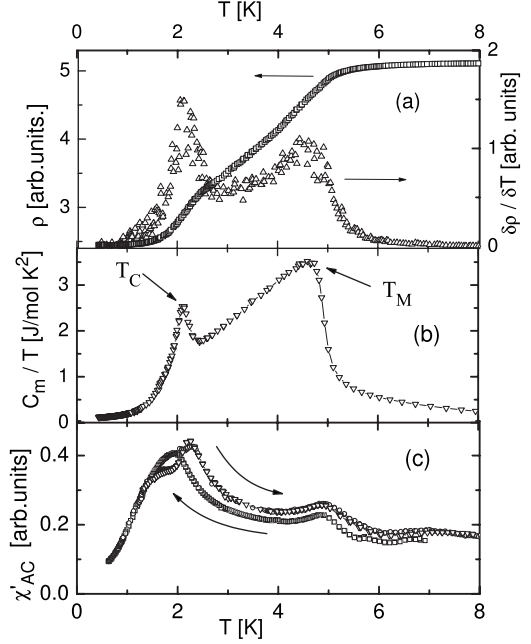 T [K]
0 2 4 6 8
5
4
3
ρ [arb.units.]
(a)
2
1
0
δρ / δT [arb. units]
3
2
1
0
C_m / T [J/mol K²]
T_C
T_M
(b)
0.4
0.2
0.0
χ'_AC [arb.units]
(c)
0 2 4 6 8
T [K]